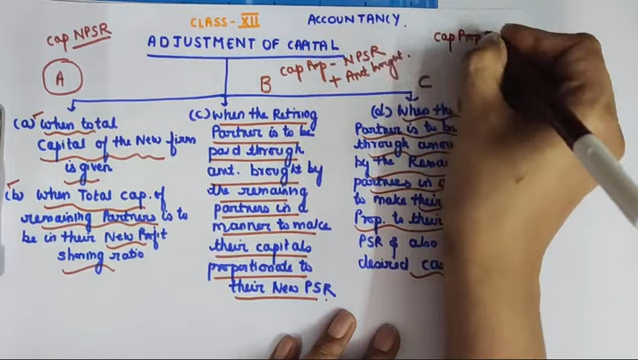 CLASS-XII ACCOUNTANCY.
cap NPSR
ADJUSTMENT OF CAPITAL
cap Prop
A
B
cap Prop - NPSR
+ Amt brought.
C
(a) When total
Capital of the New firm
is given
(b) When Total cap. of
remaining Partners is to
be in their New Profit
sharing ratio
(c) When the Retiring
Partner is to be
paid through
amt. brought by
the remaining
partners in a
manner to make
their capitals
proportionate to
their New PSR
(d) When the
Partner is to be
through
by the
partners in
to make their
Prop. to their
PSR & also
desired